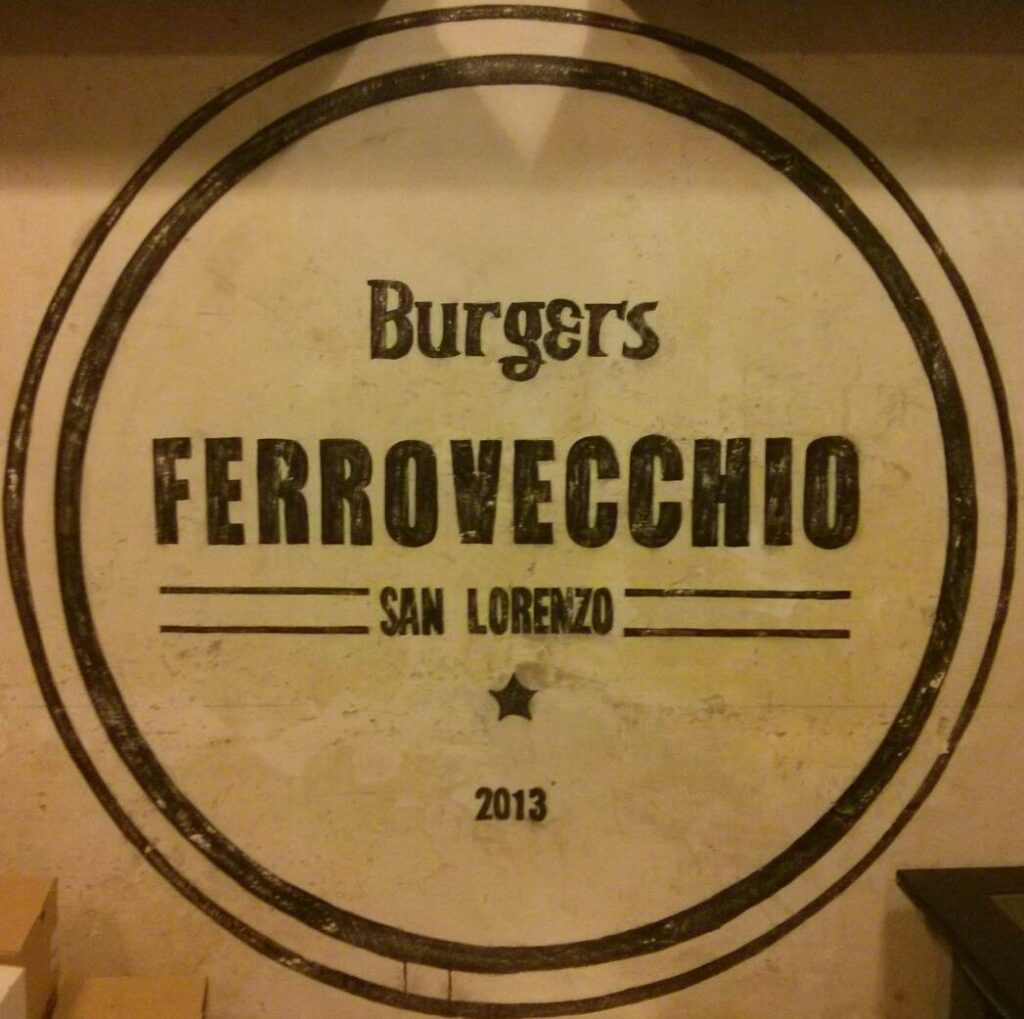 Burgers
FERROVECCHIO
SAN LORENZO
2013